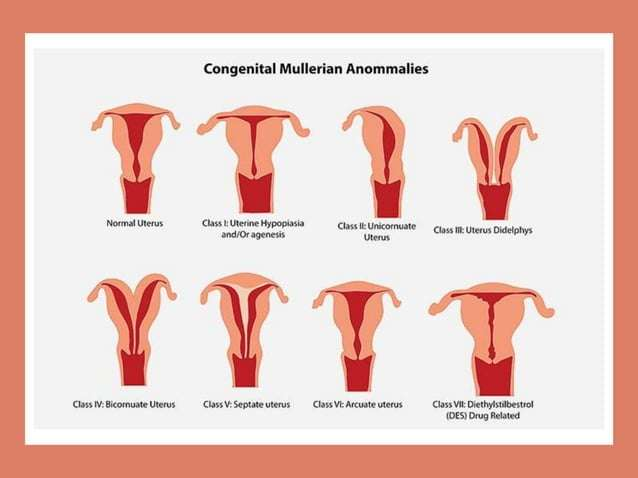 Congenital Mullerian Anommalies
Normal Uterus
Class I: Uterine Hypopiasia
and/Or agenesis
Class II: Unicornuate
Uterus
Class III: Uterus Didelphys
Class IV: Bicornuate Uterus
Class V: Septate uterus
Class VI: Arcuate uterus
Class VII: Diethylstilbestrol
(DES) Drug Related